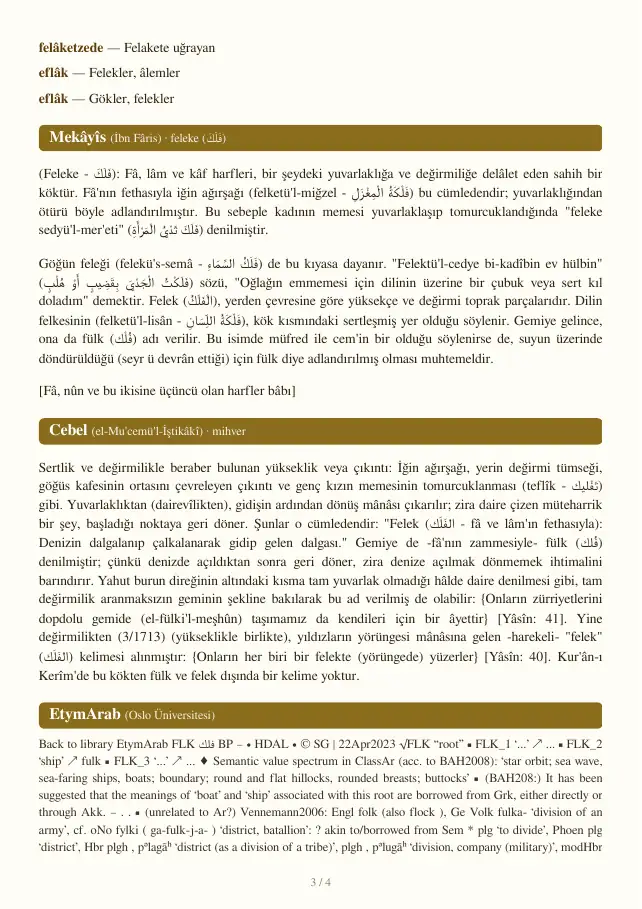 felâketzede — Felakete uğrayan
eflâk — Felekler, âlemler
eflâk — Gökler, felekler
Mekâyîs (İbn Fâris) · feleke (فَلَكَ)
(Feleke - فَلَكَ): Fâ, lâm ve kâf harfleri, bir şeydeki yuvarlaklığa ve değirmiliğe delâlet eden sahih bir
köktür. Fâ'nın fethasıyla iğin ağırşağı (felketü'l-miğzel - فَلْكَةُ الْمِغْزَلِ) bu cümledendir; yuvarlaklığından
ötürü böyle adlandırılmıştır. Bu sebeple kadının memesi yuvarlaklaşıp tomurcuklandığında "feleke
sedyü'l-mer'eti" (فَلَكَ ثَدْيُ الْمَرْأَةِ) denilmiştir.
Göğün feleği (felekü's-semâ - فَلَكُ السَّمَاءِ) de bu kıyasa dayanır. "Felektü'l-cedye bi-kadîbin ev hülbin"
(فَلَكْتُ الْجَدْيَ بِقَضِيبٍ أَوْ هُلْبٍ) sözü, "Oğlağın emmemesi için dilinin üzerine bir çubuk veya sert kıl
doladım" demektir. Felek (الْفَلَكُ), yerden çevresine göre yüksekçe ve değirmi toprak parçalarıdır. Dilin
felkesinin (felketü'l-lisân - فَلْكَةُ اللِّسَانِ), kök kısmındaki sertleşmiş yer olduğu söylenir. Gemiye gelince,
ona da fülk (فُلْك) adı verilir. Bu isimde müfred ile cem'in bir olduğu söylenirse de, suyun üzerinde
döndürüldüğü (seyr ü devrân ettiği) için fülk diye adlandırılmış olması muhtemeldir.
[Fâ, nûn ve bu ikisine üçüncü olan harfler bâbı]
Cebel (el-Mu'cemü'l-İştikâkî) · mihver
Sertlik ve değirmilikle beraber bulunan yükseklik veya çıkıntı: İğin ağırşağı, yerin değirmi tümseği,
göğüs kafesinin ortasını çevreleyen çıkıntı ve genç kızın memesinin tomurcuklanması (teflîk - تفليك)
gibi. Yuvarlaklıktan (dairevîlikten), gidişin ardından dönüş mânâsı çıkarılır; zira daire çizen müteharrik
bir şey, başladığı noktaya geri döner. Şunlar o cümledendir: "Felek (الفَلَك - fâ ve lâm'ın fethasıyla):
Denizin dalgalanıp çalkalanarak gidip gelen dalgası." Gemiye de -fâ'nın zammesiyle- fülk (فُلك)
denilmiştir; çünkü denizde açıldıktan sonra geri döner, zira denize açılmak dönmemek ihtimalini
barındırır. Yahut burun direğinin altındaki kısma tam yuvarlak olmadığı hâlde daire denilmesi gibi, tam
değirmilik aranmaksızın geminin şekline bakılarak bu ad verilmiş de olabilir: {Onların zürriyetlerini
dopdolu gemide (el-fülki'l-meşhûn) taşımamız da kendileri için bir âyettir} [Yâsîn: 41]. Yine
değirmilikten (3/1713) (yükseklikle birlikte), yıldızların yörüngesi mânâsına gelen -harekeli- "felek"
(الفَلَك) kelimesi alınmıştır: {Onların her biri bir felekte (yörüngede) yüzerler} [Yâsîn: 40]. Kur'ân-ı
Kerîm'de bu kökten fülk ve felek dışında bir kelime yoktur.
EtymArab (Oslo Üniversitesi)
Back to library EtymArab FLK فلك BP – • HDAL • © SG | 22Apr2023 √FLK “root” ▪ FLK_1 ‘...’ ↗ ... ▪ FLK_2
‘ship’ ↗ fulk ▪ FLK_3 ‘...’ ↗ ... ♦ Semantic value spectrum in ClassAr (acc. to BAH2008): ‘star orbit; sea wave,
sea-faring ships, boats; boundary; round and flat hillocks, rounded breasts; buttocks’ ▪ (BAH208:) It has been
suggested that the meanings of ‘boat’ and ‘ship’ associated with this root are borrowed from Grk, either directly or
through Akk. – . . ▪ (unrelated to Ar?) Vennemann2006: Engl folk (also flock ), Ge Volk fulka- ‘division of an
army’, cf. oNo fylki ( ga-fulk-j-a- ) ‘district, batallion’: ? akin to/borrowed from Sem * plg ‘to divide’, Phoen plg
‘district’, Hbr plgh , pᵊlagāʰ ‘district (as a division of a tribe)’, plgh , pᵊlugāʰ ‘division, company (military)’, modHbr
3 / 4